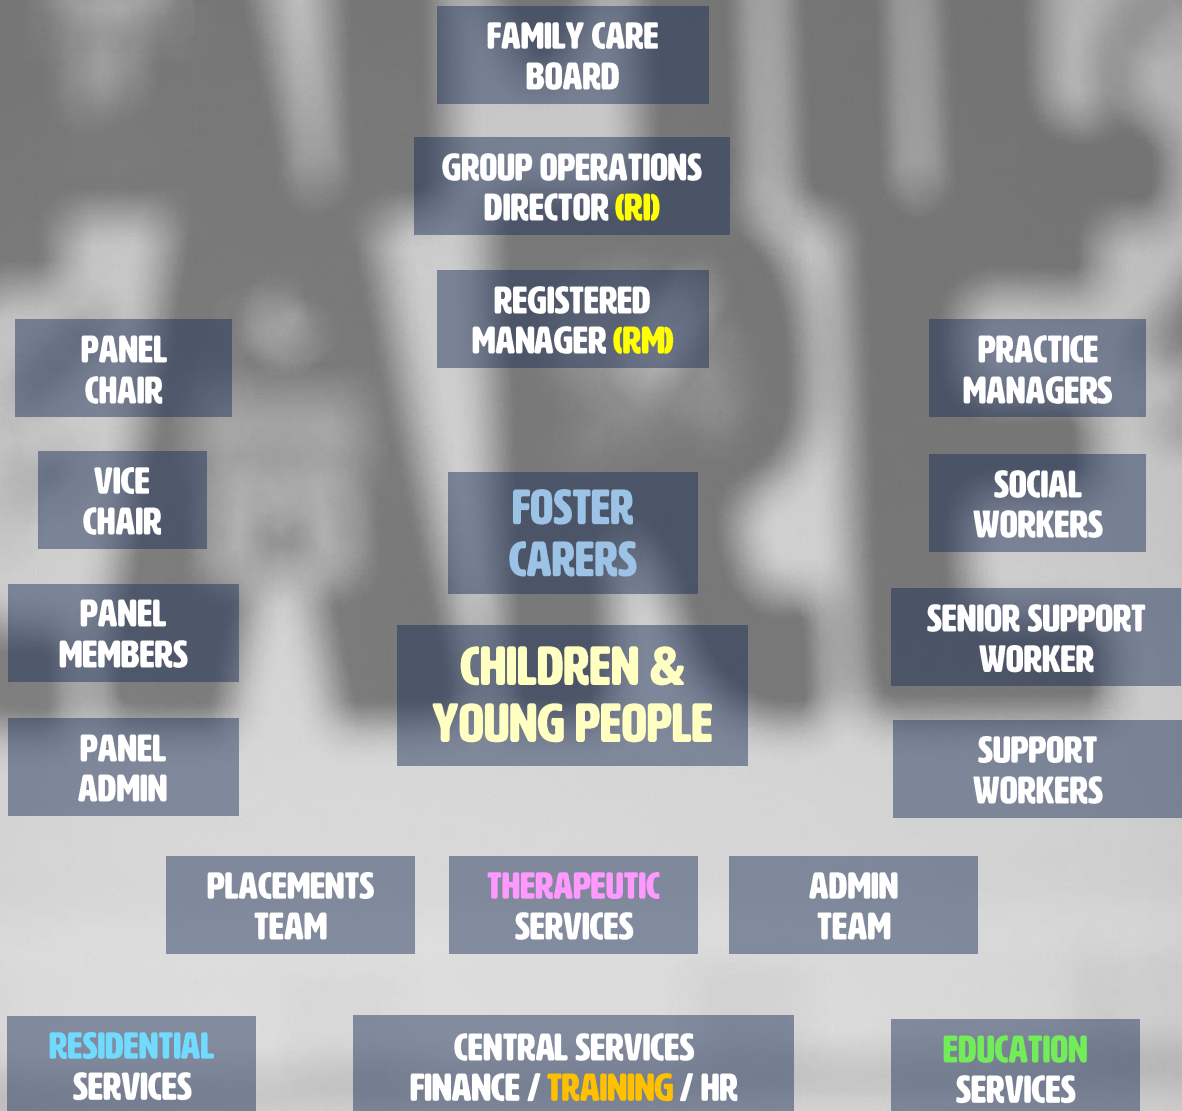 FAMILY CARE
BOARD
GROUP OPERATIONS
DIRECTOR (RI)
REGISTERED
MANAGER (RM)
PANEL
CHAIR
PRACTICE
MANAGERS
VICE
CHAIR
SOCIAL
WORKERS
FOSTER
CARERS
PANEL
MEMBERS
SENIOR SUPPORT
WORKER
CHILDREN &
YOUNG PEOPLE
PANEL
ADMIN
SUPPORT
WORKERS
PLACEMENTS
TEAM
THERAPEUTIC
SERVICES
ADMIN
TEAM
RESIDENTIAL
SERVICES
CENTRAL SERVICES
FINANCE / TRAINING / HR
EDUCATION
SERVICES